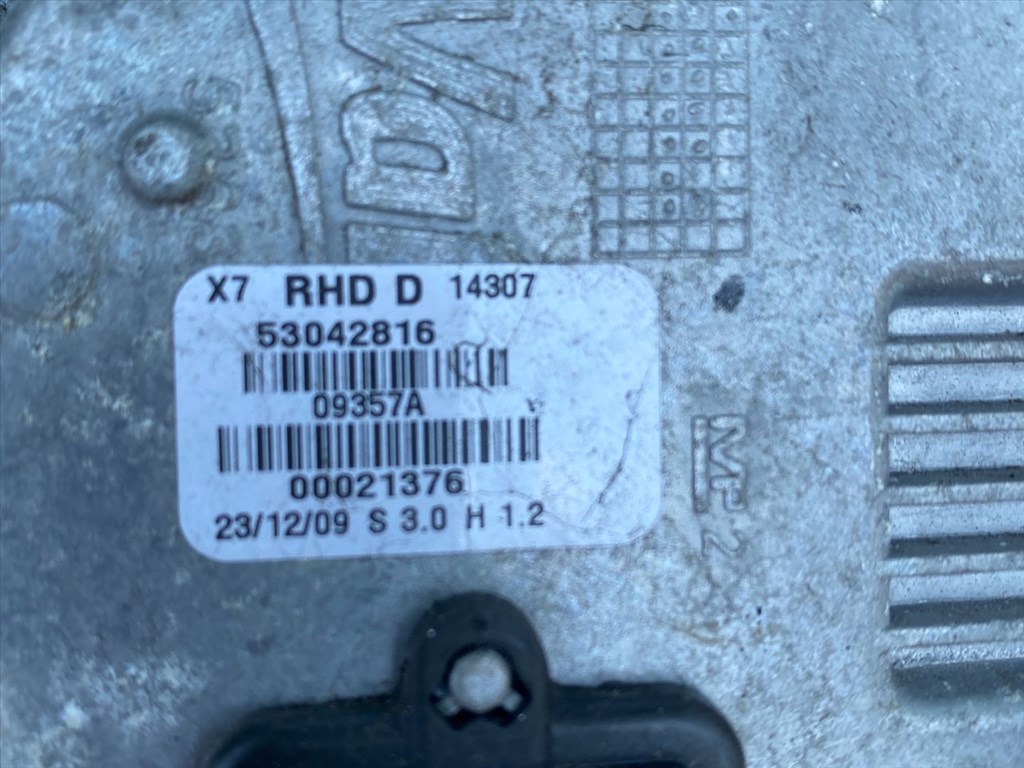 X7 RHD D 14307
53042816
09357A
00021376
23/12/09 S 3.0 H 1.2